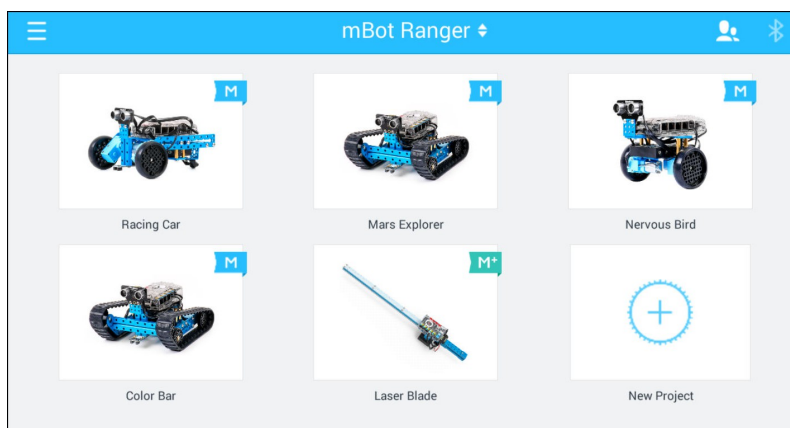 mBot Ranger
M
M
M
Racing Car
Mars Explorer
Nervous Bird
M
M+
Color Bar
Laser Blade
New Project